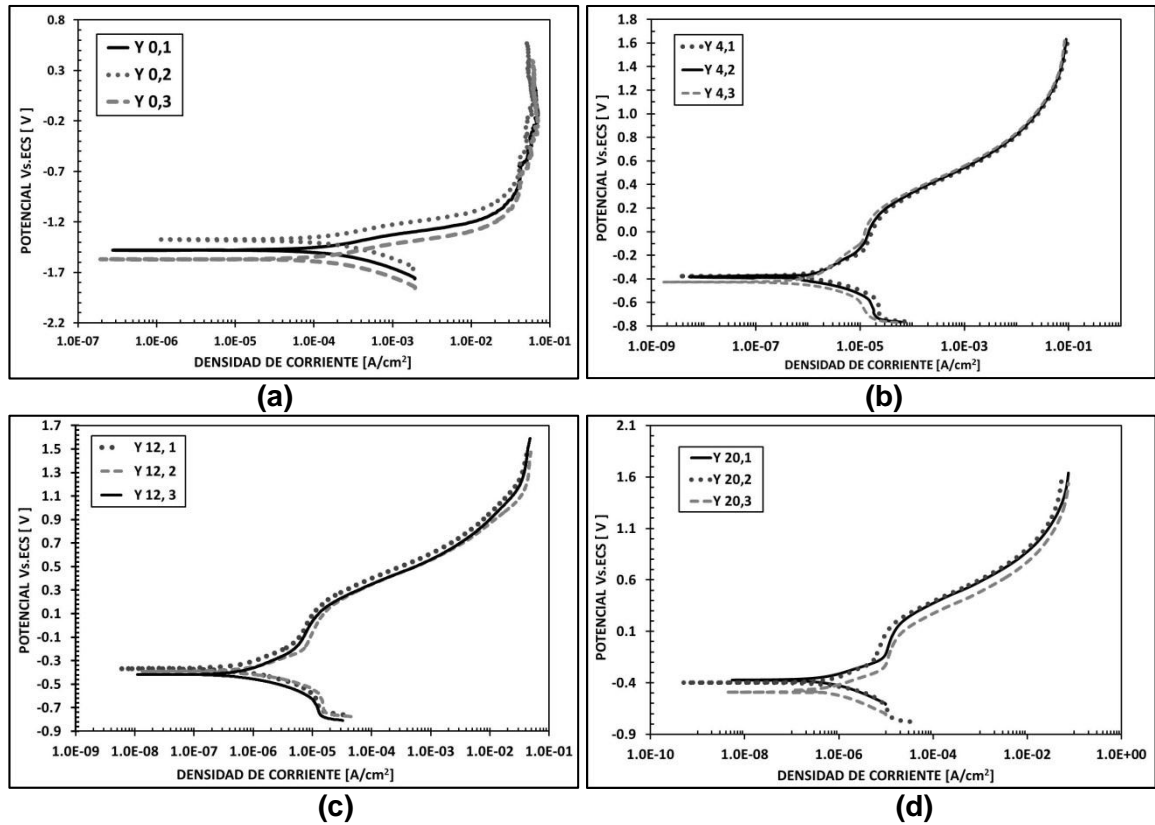 0.8
0.3
-0.2
-0.7
-1.2
-1.7
-2.2
POTENCIAL Vs.ECS [ V]
Y 0,1
Y 0,2
Y 0,3
1.0E-07 1.0E-06 1.0E-05 1.0E-04 1.0E-03 1.0E-02 1.0E-01
DENSIDAD DE CORRIENTE [A/cm²]
(a)
1.8
1.6
1.4
1.2
1.0
0.8
0.6
0.4
0.2
0.0
-0.2
-0.4
-0.6
-0.8
POTENCIAL Vs.ECS [ V]
Y 4,1
Y 4,2
Y 4,3
1.0E-09 1.0E-07 1.0E-05 1.0E-03 1.0E-01
DENSIDAD DE CORRIENTE [A/cm²]
(b)
1.7
1.5
1.3
1.1
0.9
0.7
0.5
0.3
0.1
-0.1
-0.3
-0.5
-0.7
-0.9
POTENCIAL Vs.ECS [ V]
Y 12, 1
Y 12, 2
Y 12, 3
1.0E-09 1.0E-08 1.0E-07 1.0E-06 1.0E-05 1.0E-04 1.0E-03 1.0E-02 1.0E-01
DENSIDAD DE CORRIENTE [A/cm²]
(c)
2.1
1.6
1.1
0.6
0.1
-0.4
-0.9
POTENCIAL Vs.ECS [ V]
Y 20,1
Y 20,2
Y 20,3
1.0E-10 1.0E-08 1.0E-06 1.0E-04 1.0E-02 1.0E+00
DENSIDAD DE CORRIENTE [A/cm²]
(d)